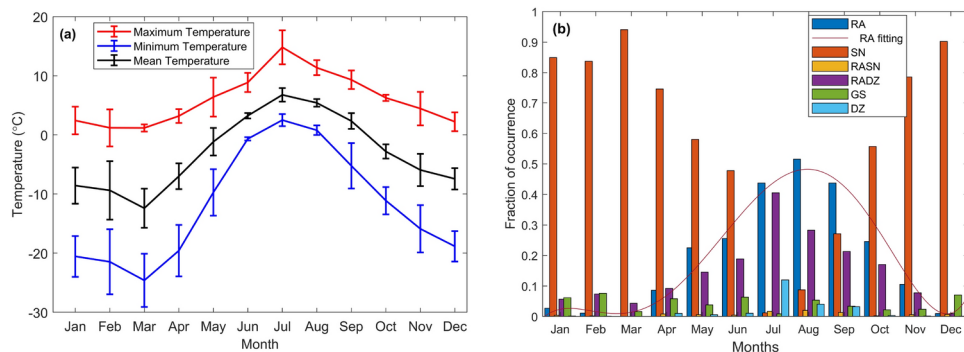 (a)
Maximum Temperature
Minimum Temperature
Mean Temperature
Temperature (°C)
20
10
0
-10
-20
-30
Jan Feb Mar Apr May Jun Jul Aug Sep Oct Nov Dec
Month
(b)
RA
RA fitting
SN
RASN
RADZ
GS
DZ
Fraction of occurrence
1
0.9
0.8
0.7
0.6
0.5
0.4
0.3
0.2
0.1
0
Jan Feb Mar Apr May Jun Jul Aug Sep Oct Nov Dec
Months